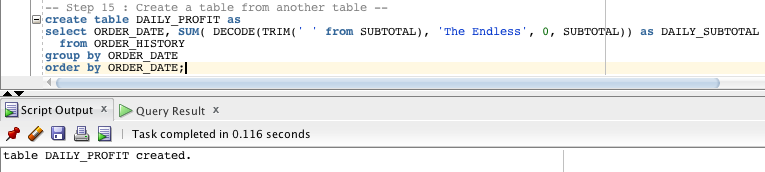 -- Step 15 : Create a table from another table --
create table DAILY_PROFIT as
select ORDER_DATE, SUM( DECODE(TRIM(' ' from SUBTOTAL), 'The Endless', 0, SUBTOTAL)) as DAILY_SUBTOTAL
from ORDER_HISTORY
group by ORDER_DATE
order by ORDER_DATE;
Script Output x Query Result x
Task completed in 0.116 seconds
table DAILY_PROFIT created.